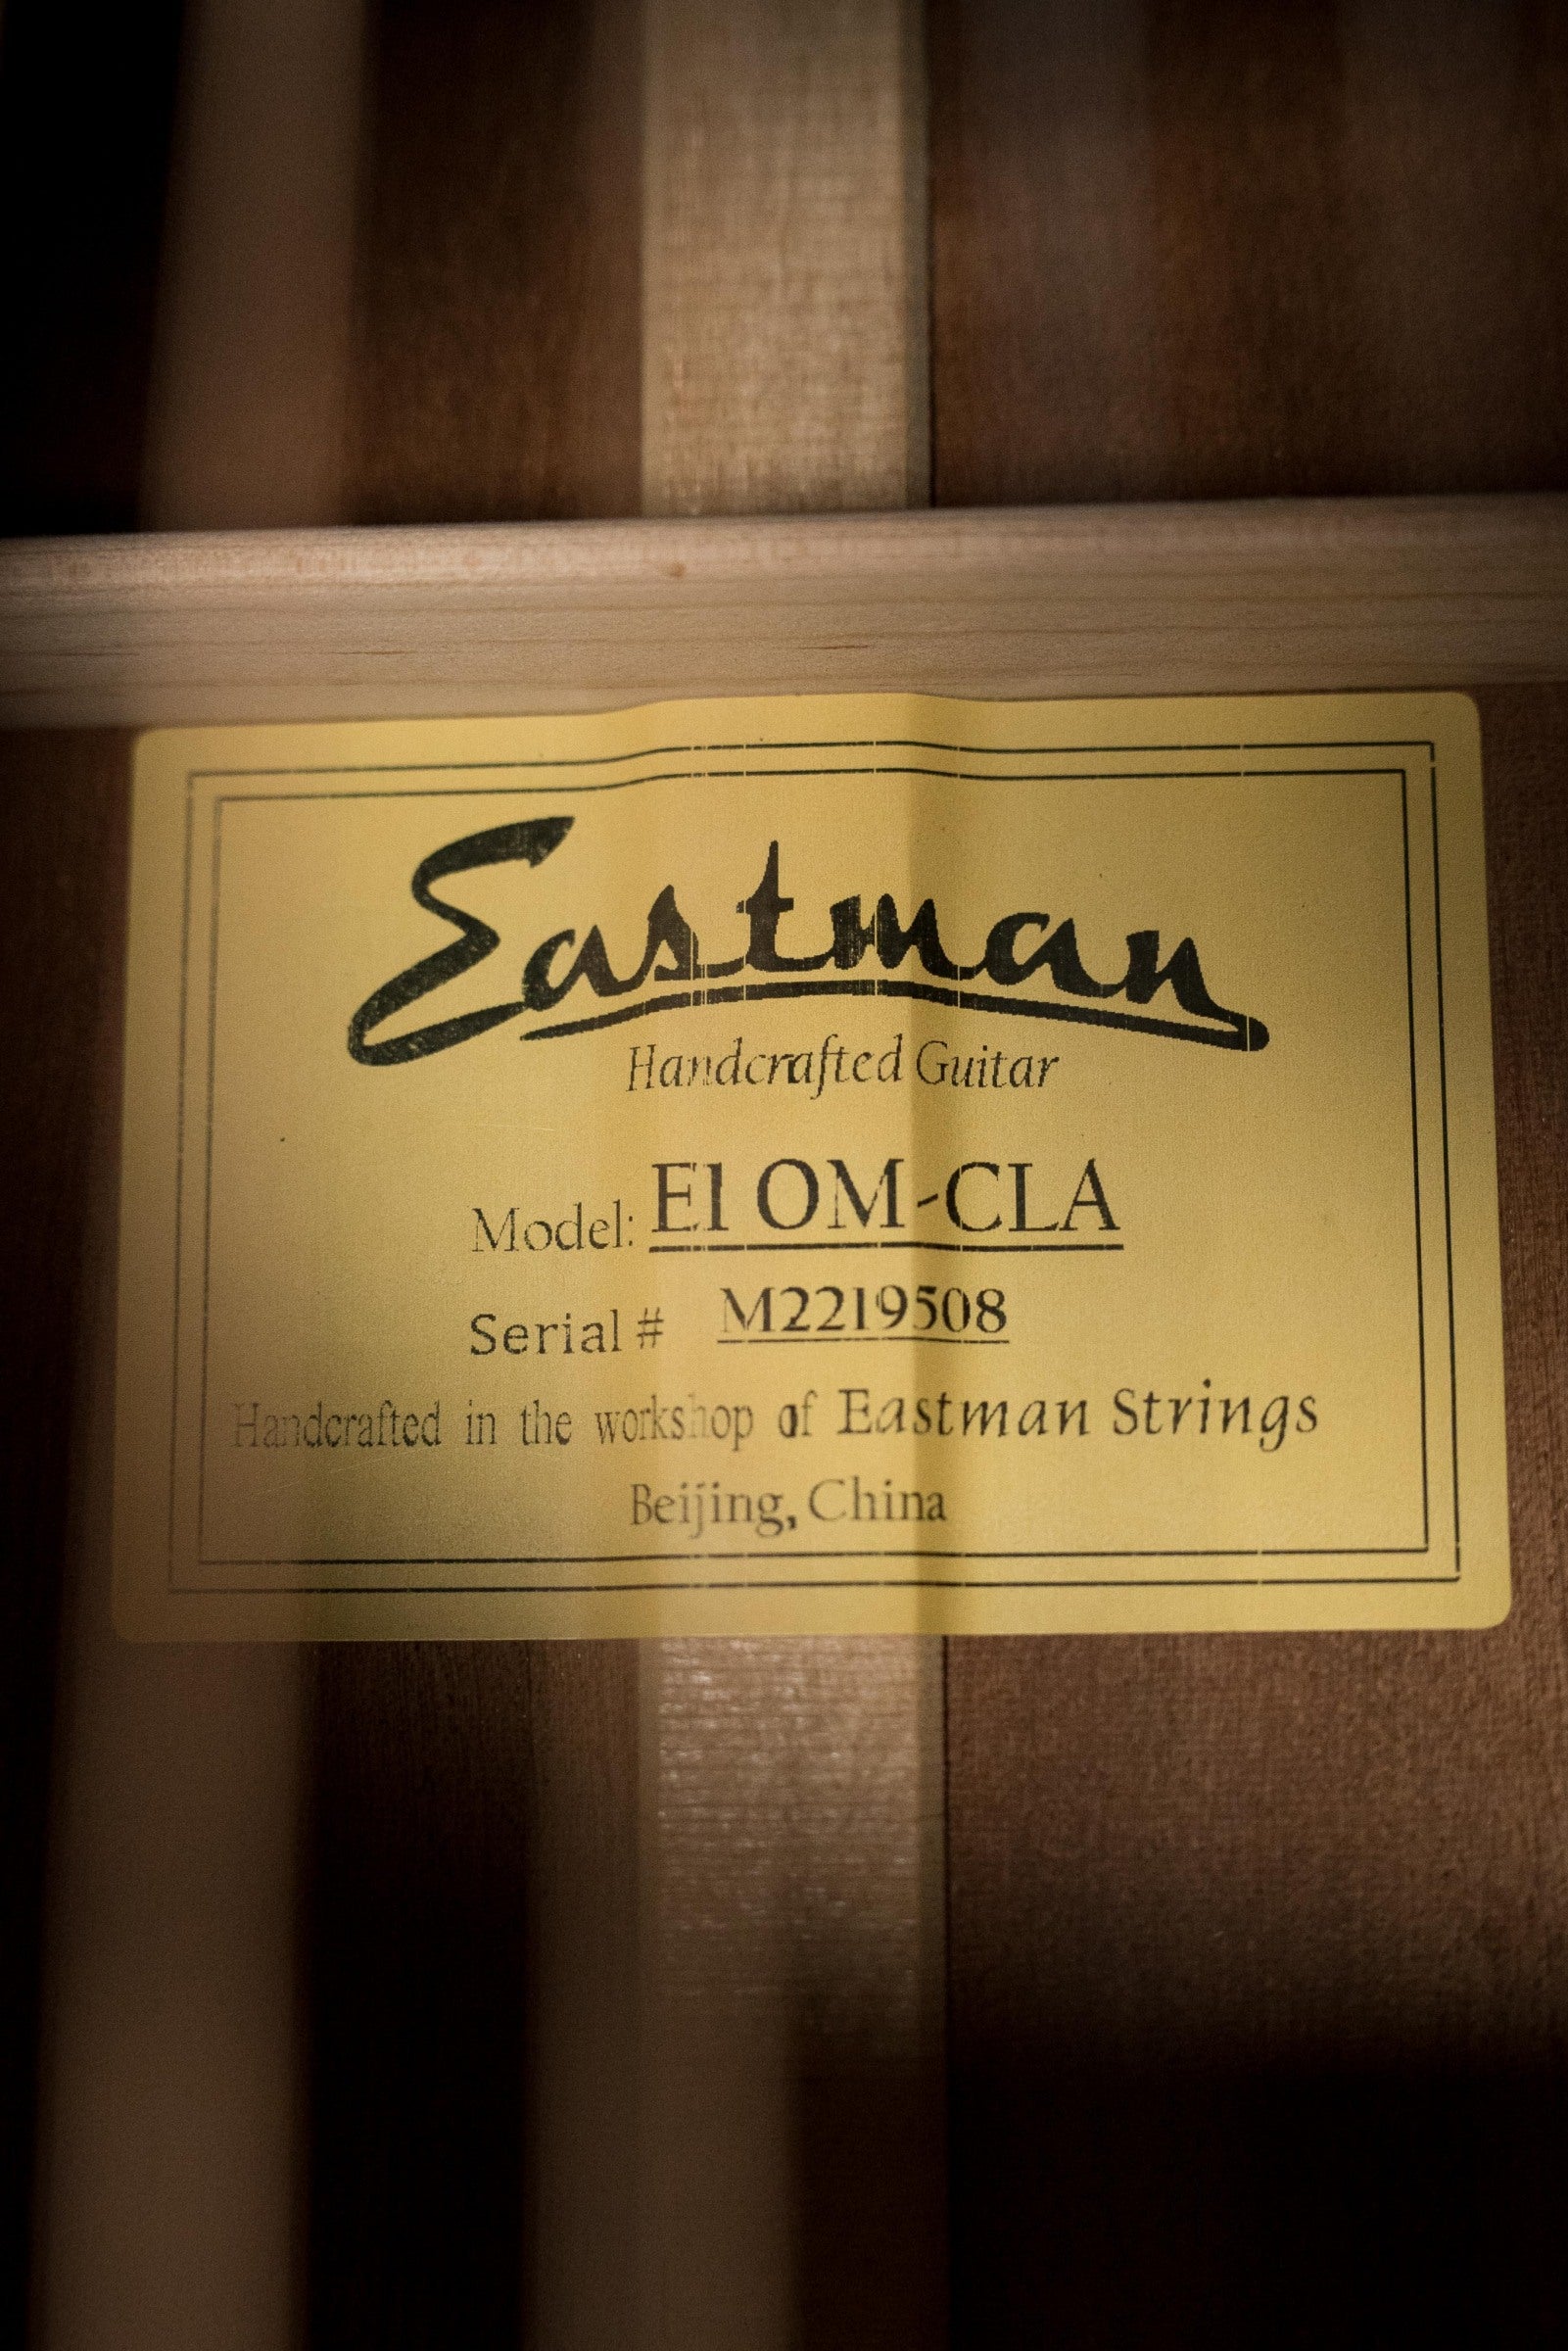 Eastman
Handcrafted Guitar
Model: E1 OM-CLA
Serial # M2219508
Handcrafted in the workshop of Eastman Strings
Beijing, China